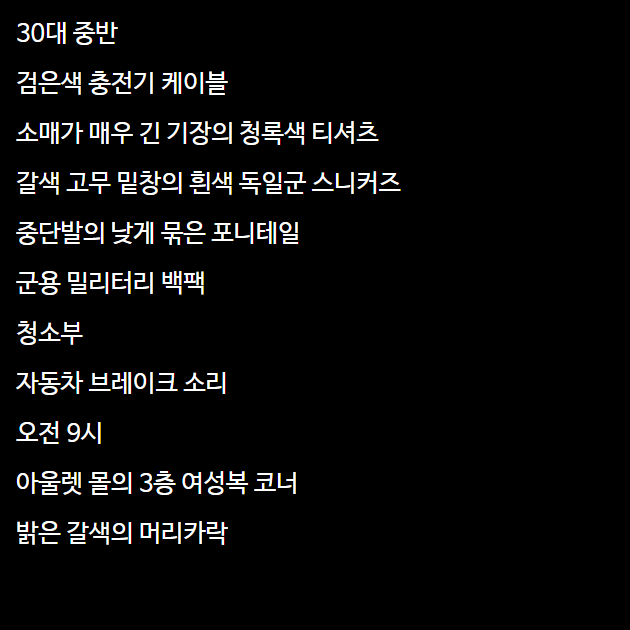 30대 중반
검은색 충전기 케이블
소매가 매우 긴 기장의 청록색 티셔츠
갈색 고무 밑창의 흰색 독일군 스니커즈
중단발의 낮게 묶은 포니테일
군용 밀리터리 백팩
청소부
자동차 브레이크 소리
오전 9시
아울렛 몰의 3층 여성복 코너
밝은 갈색의 머리카락